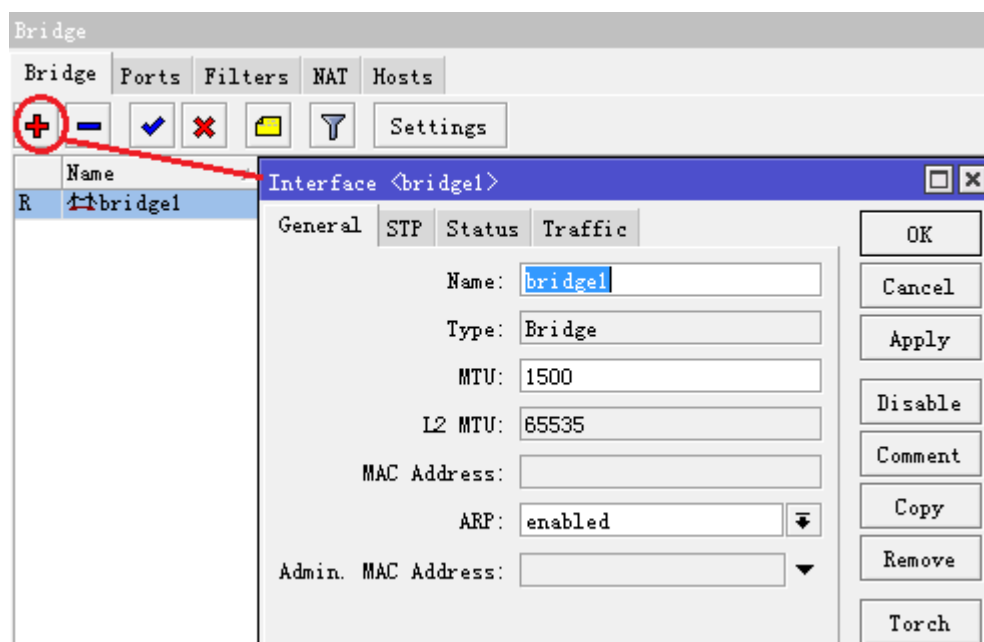 Bridge
Bridge Ports Filters NAT Hosts
Settings
Name
R bridge1
Interface <bridge1>
General STP Status Traffic
Name: bridge1
Type: Bridge
MTU: 1500
L2 MTU: 65535
MAC Address:
ARP: enabled
Admin. MAC Address:
OK
Cancel
Apply
Disable
Comment
Copy
Remove
Torch